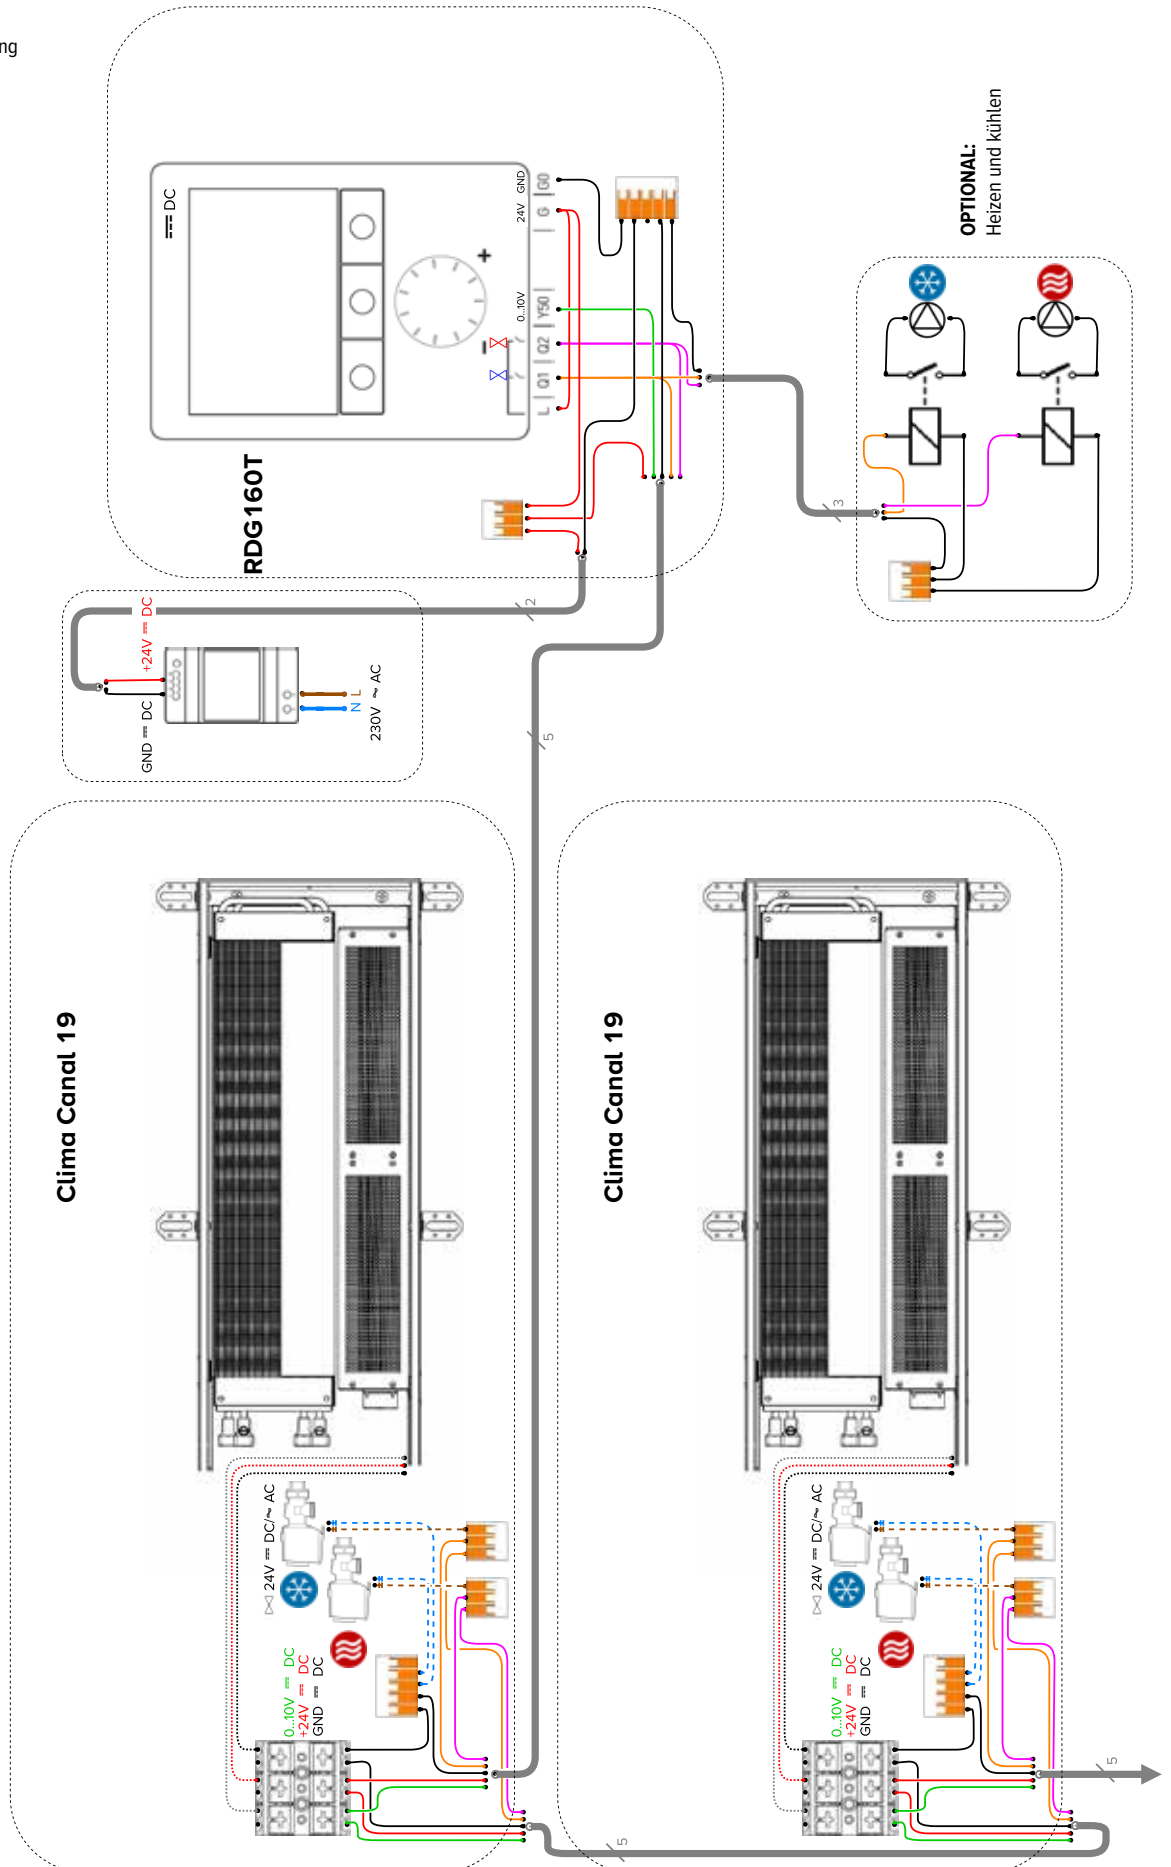 ng
⎓ DC
GND
24V
0...10V
G0
G
Y50
Q2
Q1
L
+
−
RDG160T
OPTIONAL:
Heizen und kühlen
3
2
5
+24V ⎓ DC
GND ⎓ DC
N
L
230V ~ AC
Clima Canal 19
24V ⎓ DC/~ AC
0...10V ⎓ DC
+24V ⎓ DC
GND ⎓ DC
5
Clima Canal 19
24V ⎓ DC/~ AC
0...10V ⎓ DC
+24V ⎓ DC
GND ⎓ DC
5